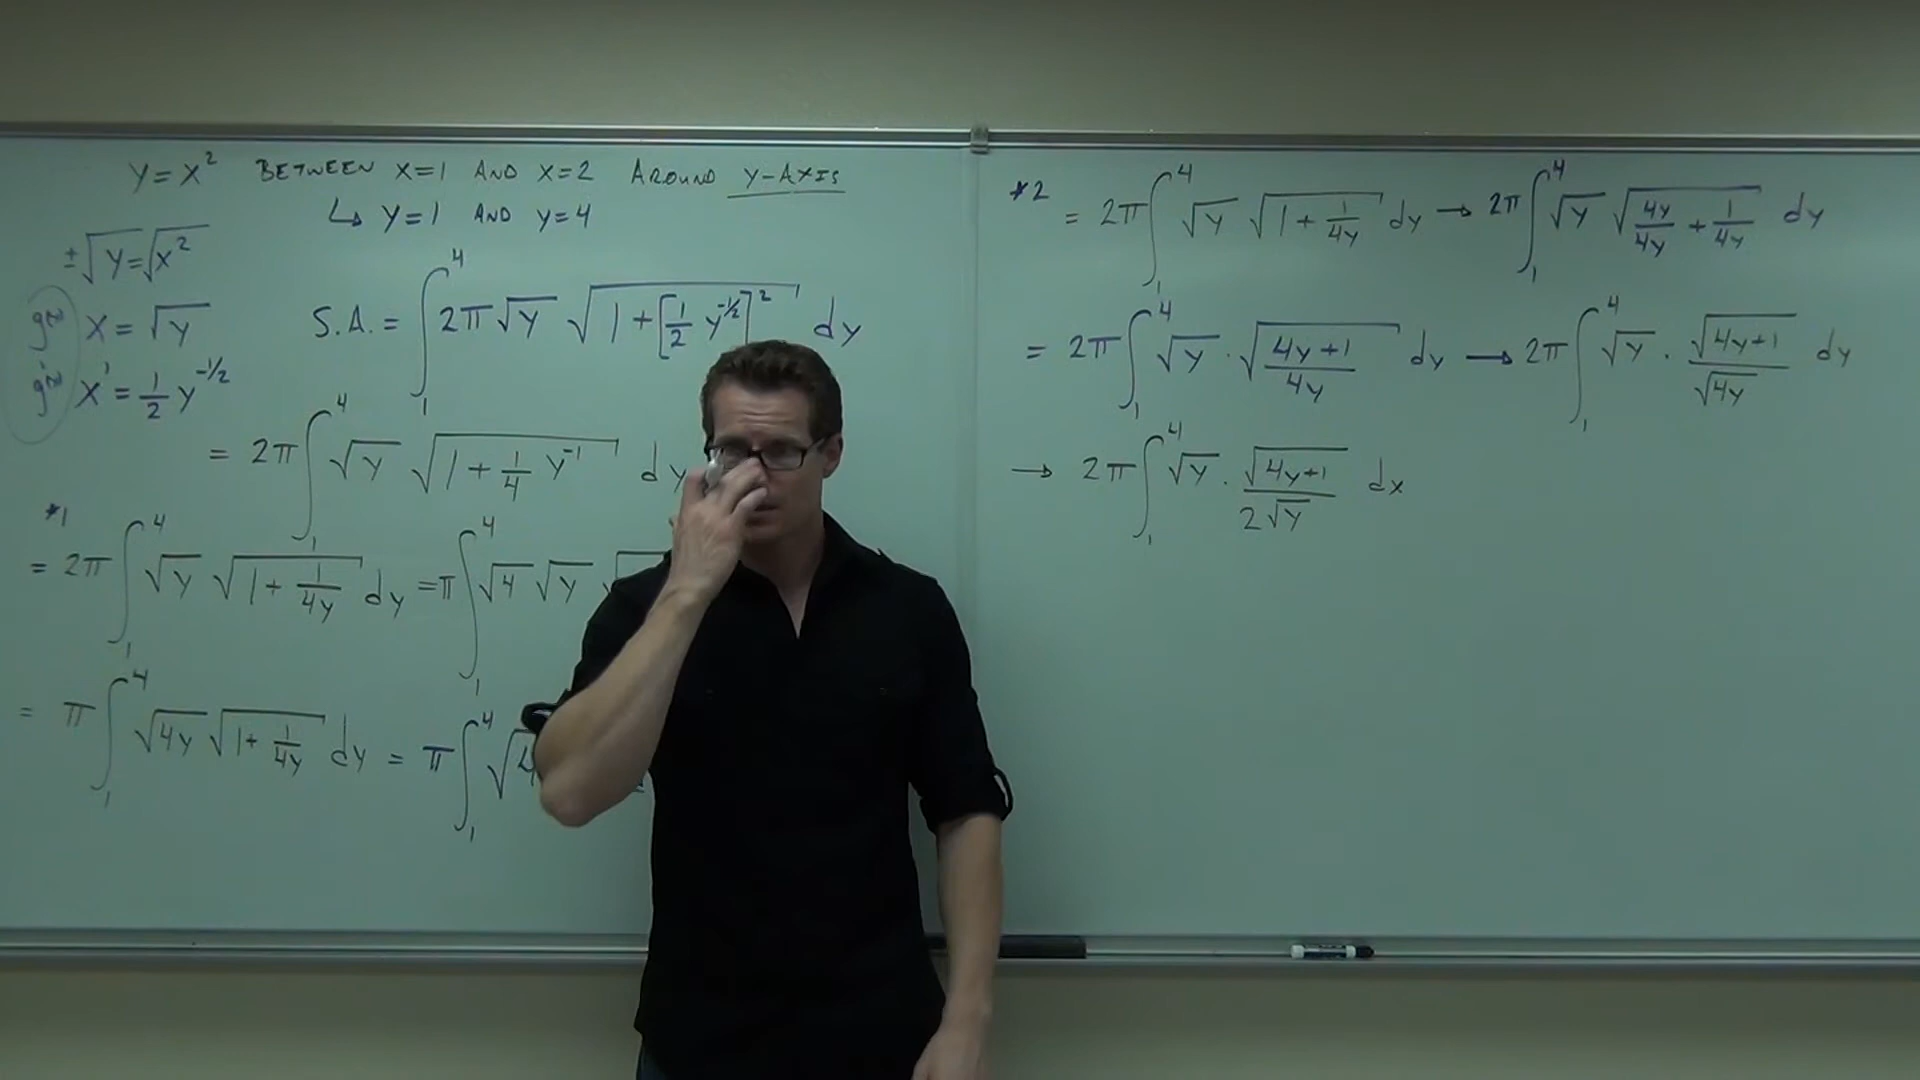 Y = X² BETWEEN X=1 AND X=2 AROUND Y-AXIS
↳ Y=1 AND Y=4
±√Y = √X²
g(y) X = √Y
g'(y) X' = 1/2 Y^(-1/2)
S.A. = ∫₁⁴ 2π√Y √(1+[1/2 Y^(-1/2)]²) dy
= 2π ∫₁⁴ √Y √(1 + 1/4 Y⁻¹) dy
*1
= 2π ∫₁⁴ √Y √(1 + 1/4y) dy = π ∫₁⁴ √4 √Y √
= π ∫₁⁴ √4y √(1 + 1/4y) dy = π ∫₁⁴ √4
*2 = 2π ∫₁⁴ √Y √(1 + 1/4y) dy → 2π ∫₁⁴ √Y √(4y/4y + 1/4y) dy
= 2π ∫₁⁴ √Y · √((4y+1)/4y) dy → 2π ∫₁⁴ √Y · √(4y+1)/√4y dy
→ 2π ∫₁⁴ √Y · √(4y+1)/2√Y dx